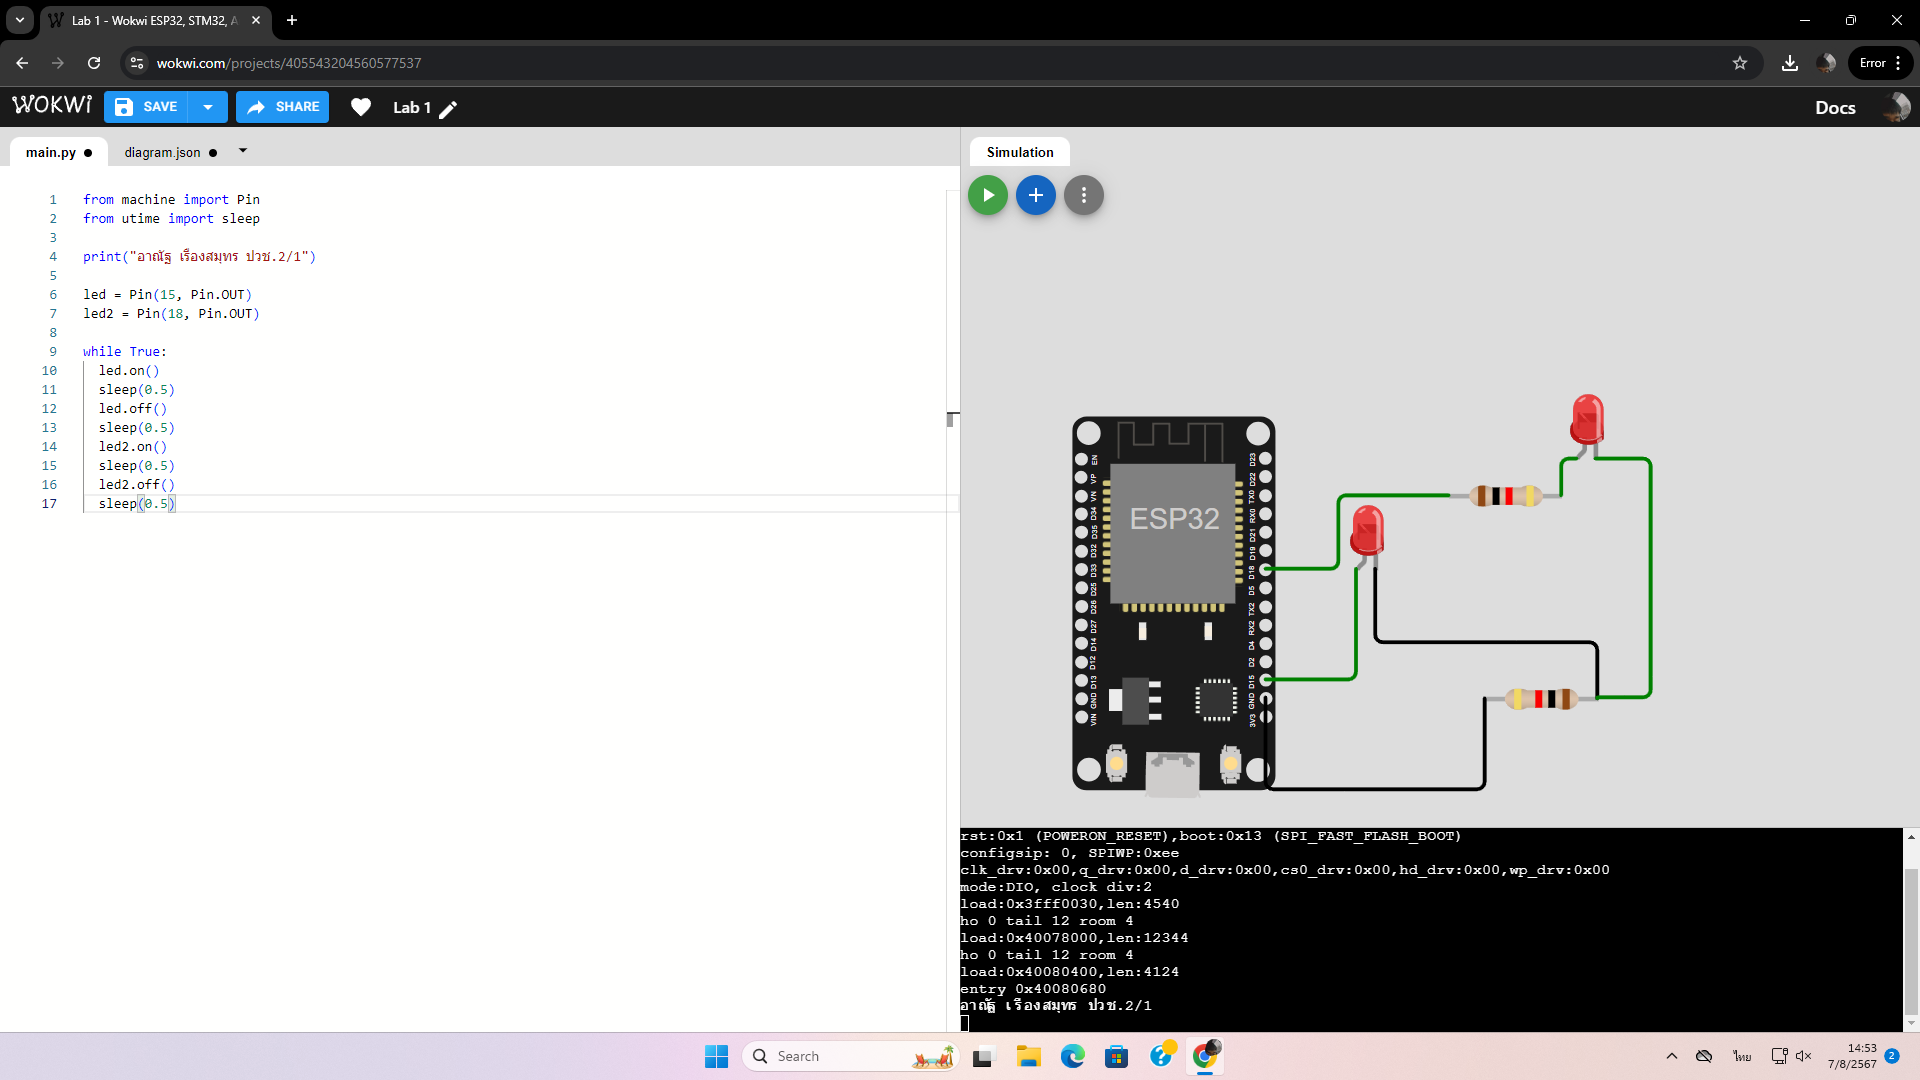 Lab 1 - Wokwi ESP32, STM32, A
wokwi.com/projects/405543204560577537
Error
WOKWi
SAVE
SHARE
Lab 1
Docs
main.py
diagram.json
Simulation
1 from machine import Pin
2 from utime import sleep
3
4 print("อาณัฐ เรืองสมุทร ปวช.2/1")
5
6 led = Pin(15, Pin.OUT)
7 led2 = Pin(18, Pin.OUT)
8
9 while True:
10 led.on()
11 sleep(0.5)
12 led.off()
13 sleep(0.5)
14 led2.on()
15 sleep(0.5)
16 led2.off()
17 sleep(0.5)
ESP32
EN
VP
VN
D34
D35
D32
D33
D25
D26
D27
D14
D12
D13
GND
VIN
D23
D22
TX0
RX0
D21
D19
D18
D5
TX2
RX2
D4
D2
D15
GND
3V3
rst:0x1 (POWERON_RESET),boot:0x13 (SPI_FAST_FLASH_BOOT)
configsip: 0, SPIWP:0xee
clk_drv:0x00,q_drv:0x00,d_drv:0x00,cs0_drv:0x00,hd_drv:0x00,wp_drv:0x00
mode:DIO, clock div:2
load:0x3fff0030,len:4540
ho 0 tail 12 room 4
load:0x40078000,len:12344
ho 0 tail 12 room 4
load:0x40080400,len:4124
entry 0x40080680
อาณัฐ เรืองสมุทร ปวช.2/1
Search
ไทย
14:53
7/8/2567
2